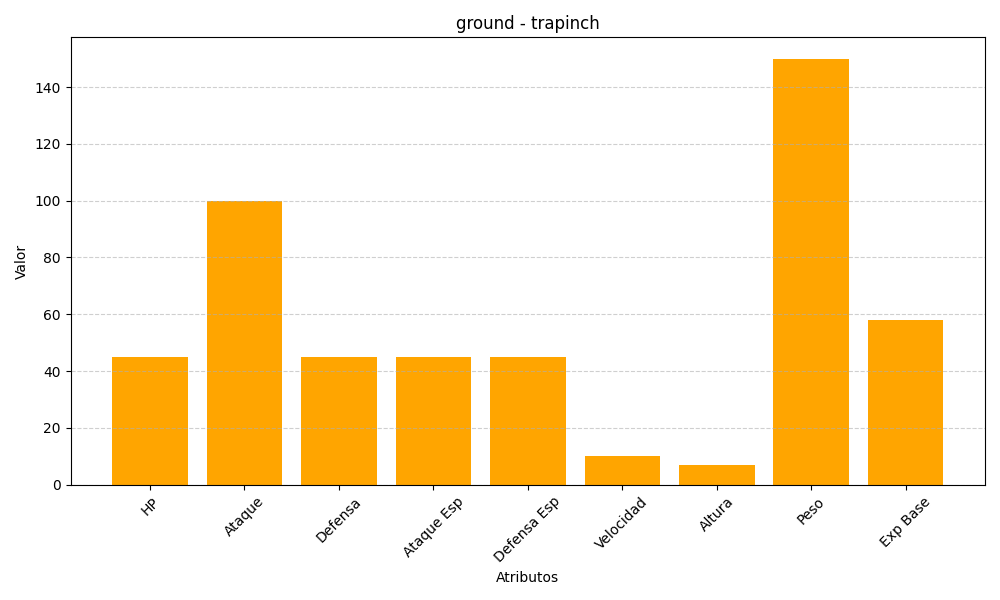 ground - trapinch
Valor
140
120
100
80
60
40
20
0
HP
Ataque
Defensa
Ataque Esp
Defensa Esp
Velocidad
Altura
Peso
Exp Base
Atributos